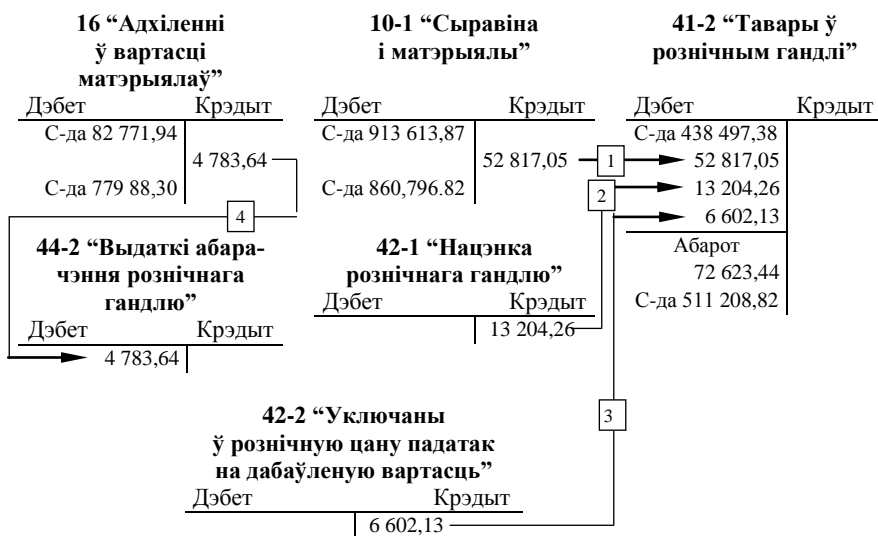 16 “Адхіленні
ў вартасці
матэрыялаў”
Дэбет Крэдыт
С-да 82 771,94
4 783,64
С-да 779 88,30
10-1 “Сыравіна
і матэрыялы”
Дэбет Крэдыт
С-да 913 613,87
52 817,05
С-да 860,796.82
41-2 “Тавары ў
рознічным гандлі”
Дэбет Крэдыт
С-да 438 497,38
1
52 817,05
2
13 204,26
6 602,13
Абарот
72 623,44
С-да 511 208,82
4
44-2 “Выдаткі абара-
чэння рознічнага
гандлю”
Дэбет Крэдыт
4 783,64
42-1 “Нацэнка
рознічнага гандлю”
Дэбет Крэдыт
13 204,26
3
42-2 “Уключаны
ў рознічную цану падатак
на дабаўленую вартасць”
Дэбет Крэдыт
6 602,13